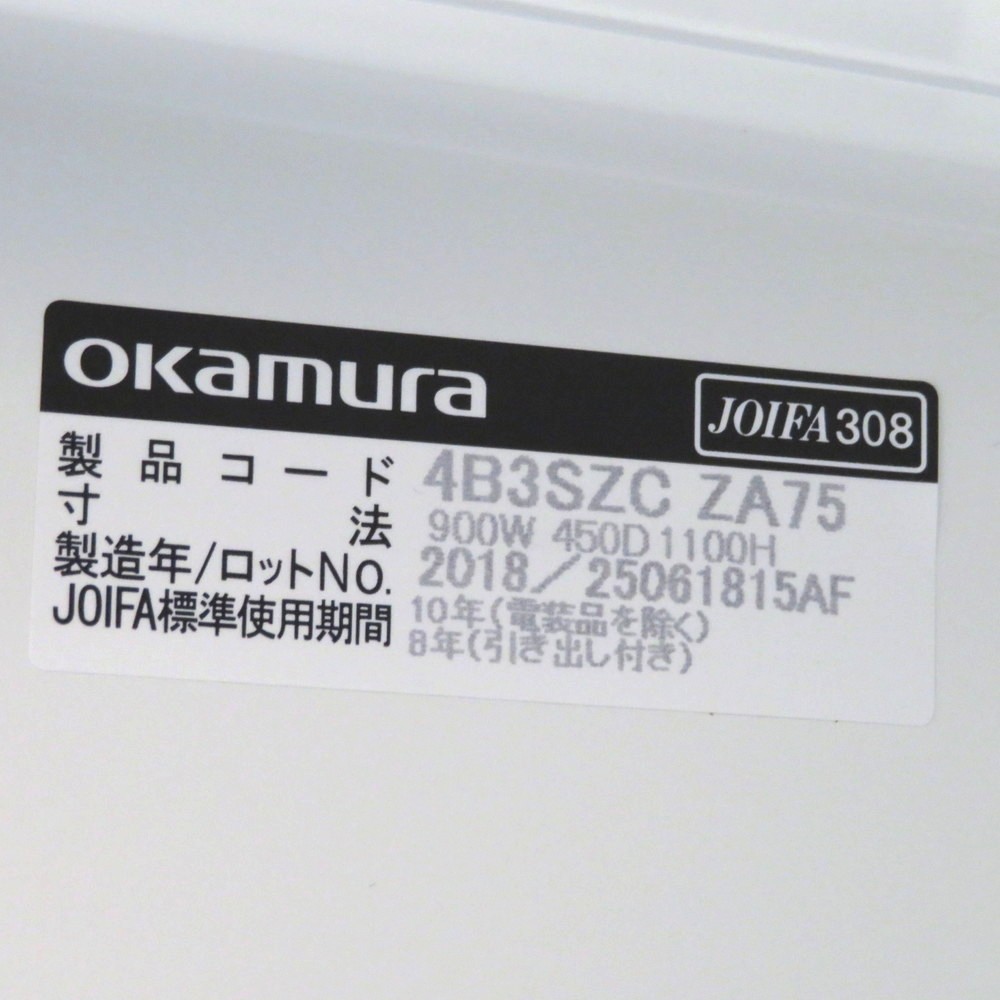 OKamura JOIFA308
製品コード 4B3SZC ZA75
寸法 900W 450D 1100H
製造年/ロットNO. 2018/25061815AF
JOIFA標準使用期間 10年(電装品を除く)
8年(引き出し付き)